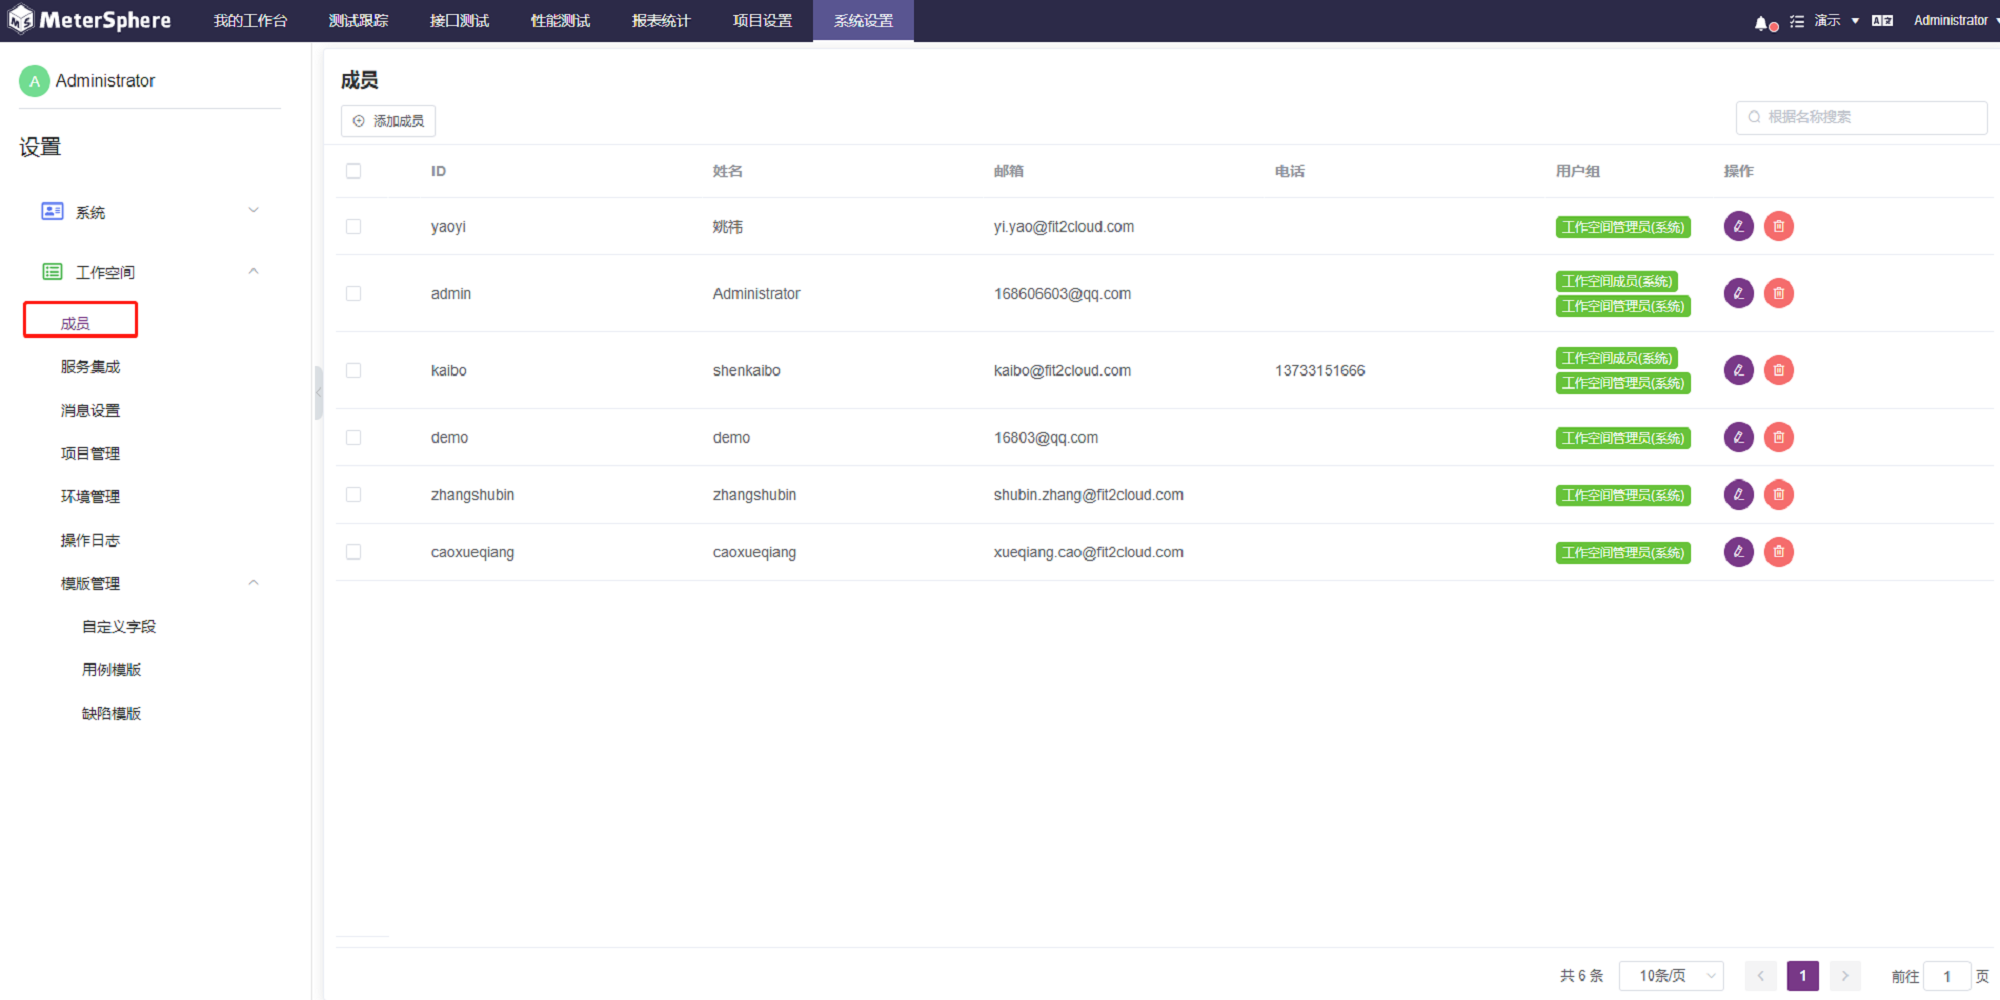 MeterSphere 我的工作台 测试跟踪 接口测试 性能测试 报表统计 项目设置 系统设置 演示 Administrator
A Administrator
设置
系统
工作空间
成员
服务集成
消息设置
项目管理
环境管理
操作日志
模版管理
自定义字段
用例模版
缺陷模版
成员
添加成员
根据名称搜索
ID 姓名 邮箱 电话 用户组 操作
yaoyi 姚祎 yi.yao@fit2cloud.com 工作空间管理员(系统)
admin Administrator 168606603@qq.com 工作空间成员(系统)
工作空间管理员(系统)
kaibo shenkaibo kaibo@fit2cloud.com 13733151666 工作空间成员(系统)
工作空间管理员(系统)
demo demo 16803@qq.com 工作空间管理员(系统)
zhangshubin zhangshubin shubin.zhang@fit2cloud.com 工作空间管理员(系统)
caoxueqiang caoxueqiang xueqiang.cao@fit2cloud.com 工作空间管理员(系统)
共 6 条 10条/页 1 前往 1 页